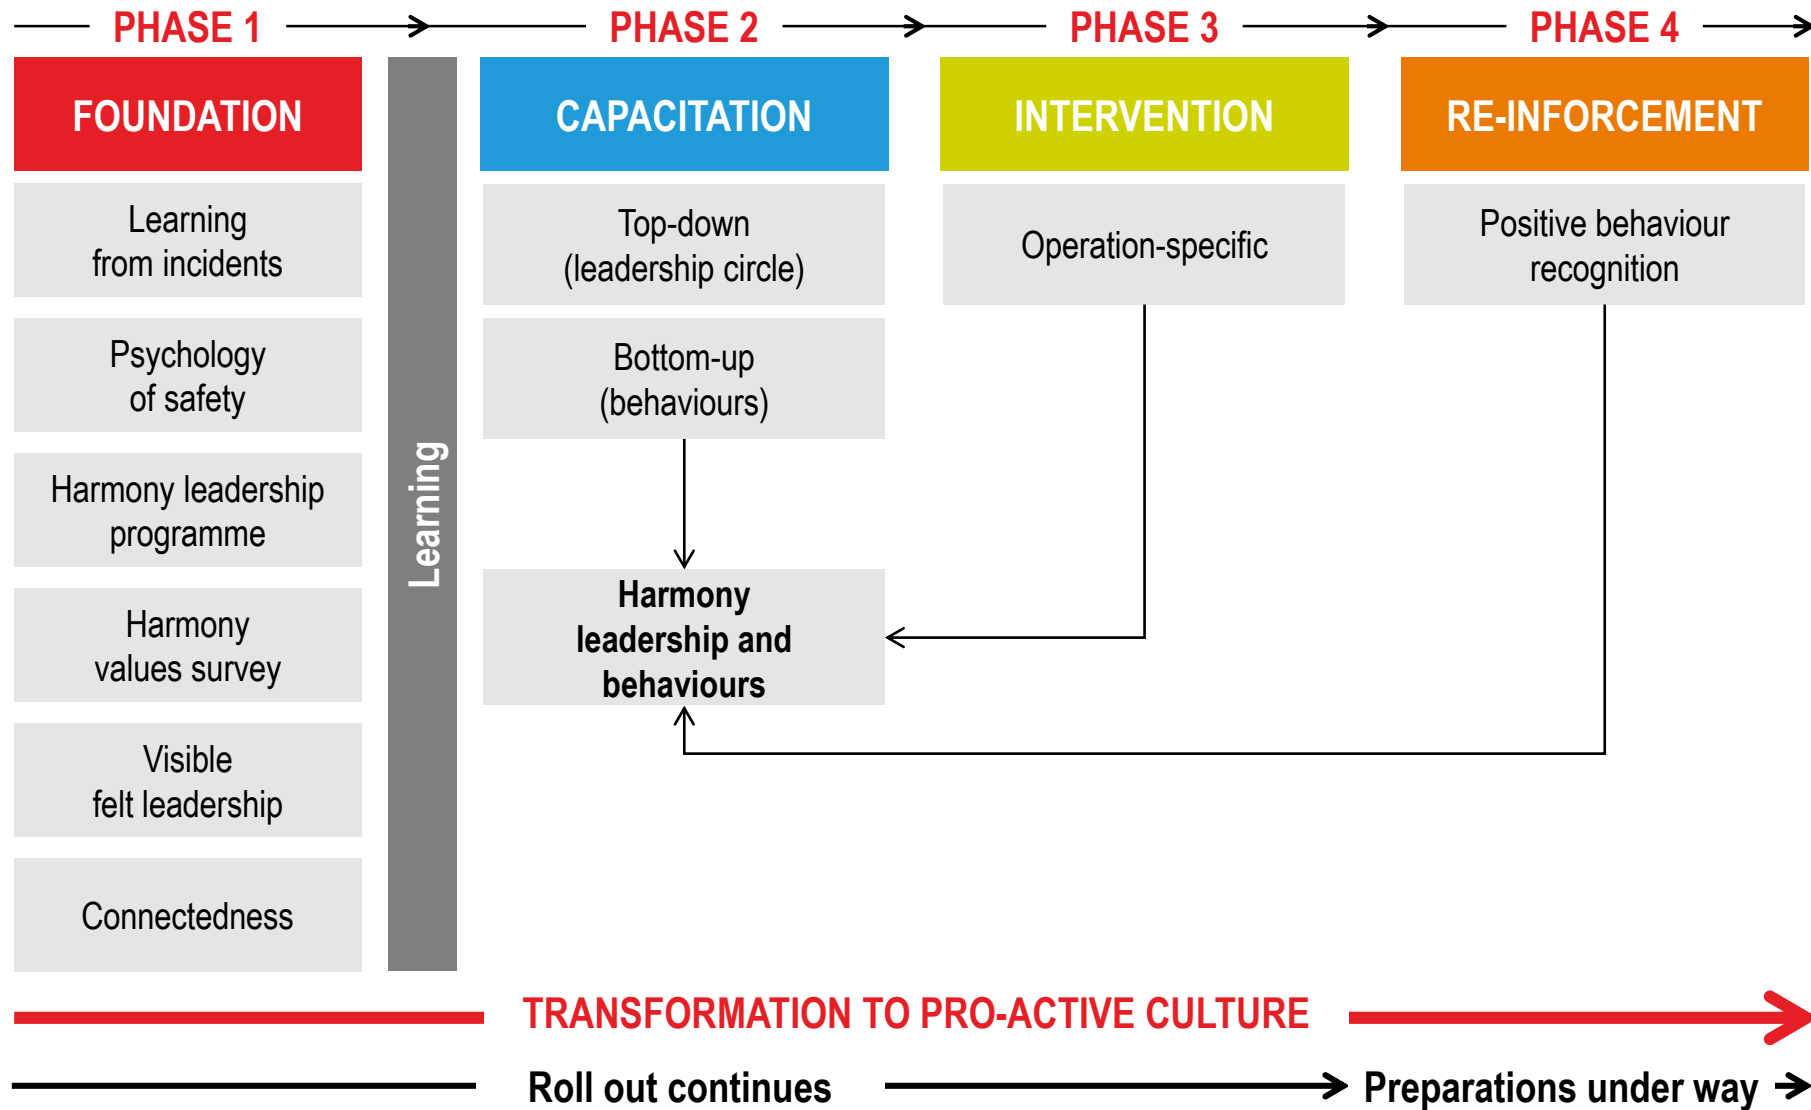 PHASE 1
PHASE 2
PHASE 3
PHASE 4
FOUNDATION
CAPACITATION
INTERVENTION
RE-INFORCEMENT
Learning
from incidents
Psychology
of safety
Harmony leadership
programme
Harmony
values survey
Visible
felt leadership
Connectedness
Learning
Top-down
(leadership circle)
Bottom-up
(behaviours)
Harmony
leadership and
behaviours
Operation-specific
Positive behaviour
recognition
TRANSFORMATION TO PRO-ACTIVE CULTURE
Roll out continues
Preparations under way